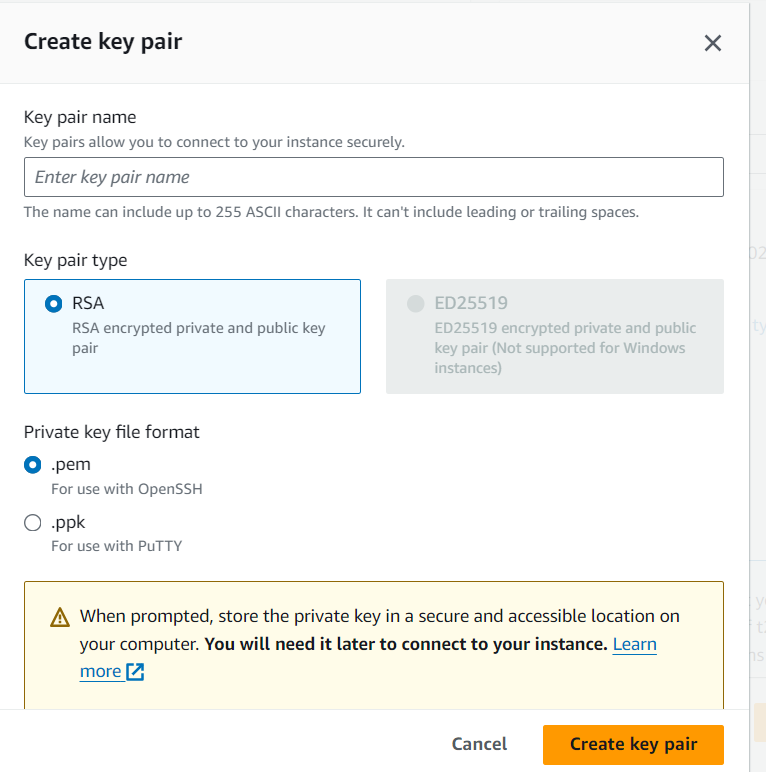 Create key pair
Key pair name
Key pairs allow you to connect to your instance securely.
Enter key pair name
The name can include up to 255 ASCII characters. It can't include leading or trailing spaces.
Key pair type
RSA
RSA encrypted private and public key
pair
ED25519
ED25519 encrypted private and public
key pair (Not supported for Windows
instances)
Private key file format
.pem
For use with OpenSSH
.ppk
For use with PuTTY
When prompted, store the private key in a secure and accessible location on
your computer. You will need it later to connect to your instance. Learn
more
Cancel
Create key pair